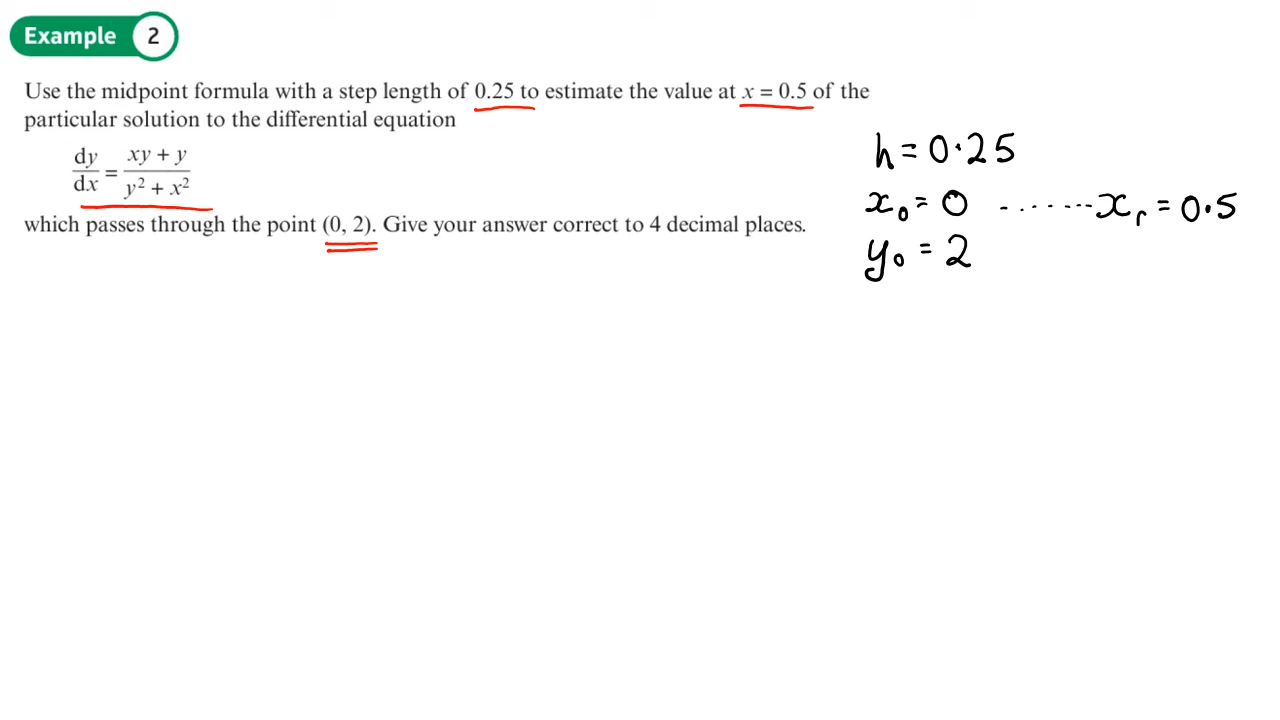 Example 2
Use the midpoint formula with a step length of 0.25 to estimate the value at x = 0.5 of the
particular solution to the differential equation
dy/dx = (xy + y)/(y² + x²)
which passes through the point (0, 2). Give your answer correct to 4 decimal places.
h = 0.25
x₀ = 0 ........ xᵣ = 0.5
y₀ = 2